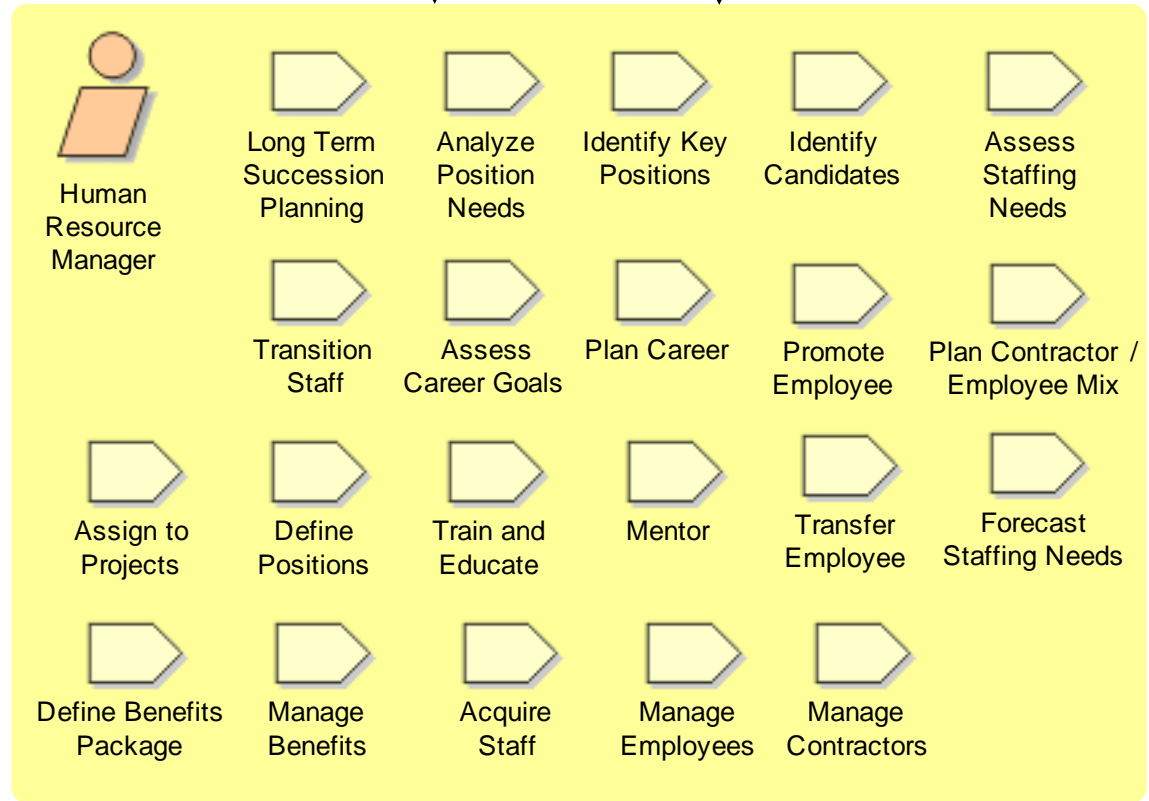 Human
Resource
Manager
Long Term
Succession
Planning
Analyze
Position
Needs
Identify Key
Positions
Identify
Candidates
Assess
Staffing
Needs
Transition
Staff
Assess
Career Goals
Plan Career
Promote
Employee
Plan Contractor /
Employee Mix
Assign to
Projects
Define
Positions
Train and
Educate
Mentor
Transfer
Employee
Forecast
Staffing Needs
Define Benefits
Package
Manage
Benefits
Acquire
Staff
Manage
Employees
Manage
Contractors